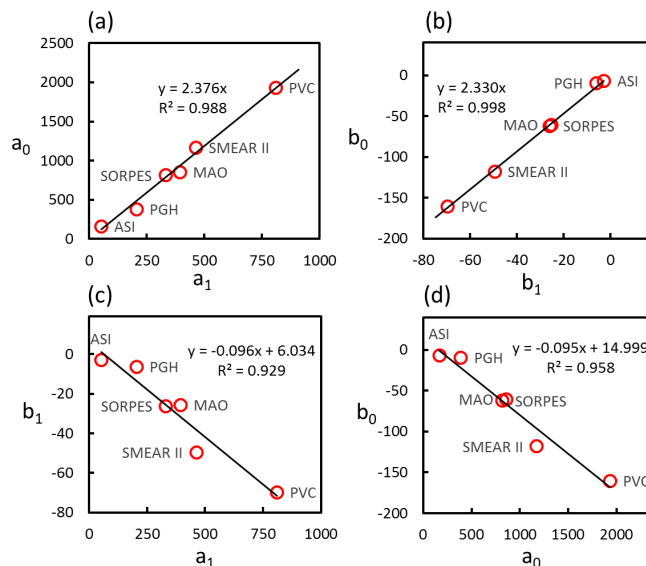 (a)
2500
2000
1500
1000
500
0
a0
y = 2.376x
R² = 0.988
PVC
SMEAR II
SORPES
MAO
PGH
ASI
0 250 500 750 1000
a1
(b)
0
-50
-100
-150
-200
b0
y = 2.330x
R² = 0.998
PGH
ASI
MAO
SORPES
SMEAR II
PVC
-80 -60 -40 -20 0
b1
(c)
0
-20
-40
-60
-80
b1
ASI
PGH
y = -0.096x + 6.034
R² = 0.929
SORPES
MAO
SMEAR II
PVC
0 250 500 750 1000
a1
(d)
0
-50
-100
-150
-200
b0
ASI
PGH
y = -0.095x + 14.999
R² = 0.958
MAO
SORPES
SMEAR II
PVC
0 500 1000 1500 2000
a0